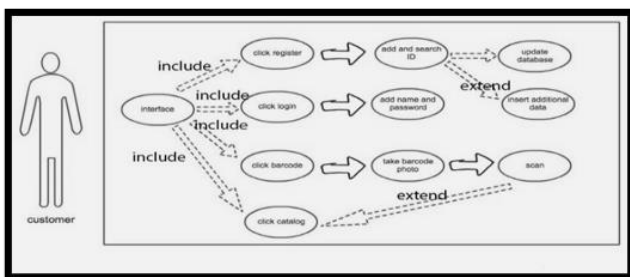 click register
add and search
ID
update
database
include
extend
interface
include
click login
add name and
password
insert additional
data
include
include
click barcode
take barcode
photo
scan
extend
click catalog
customer